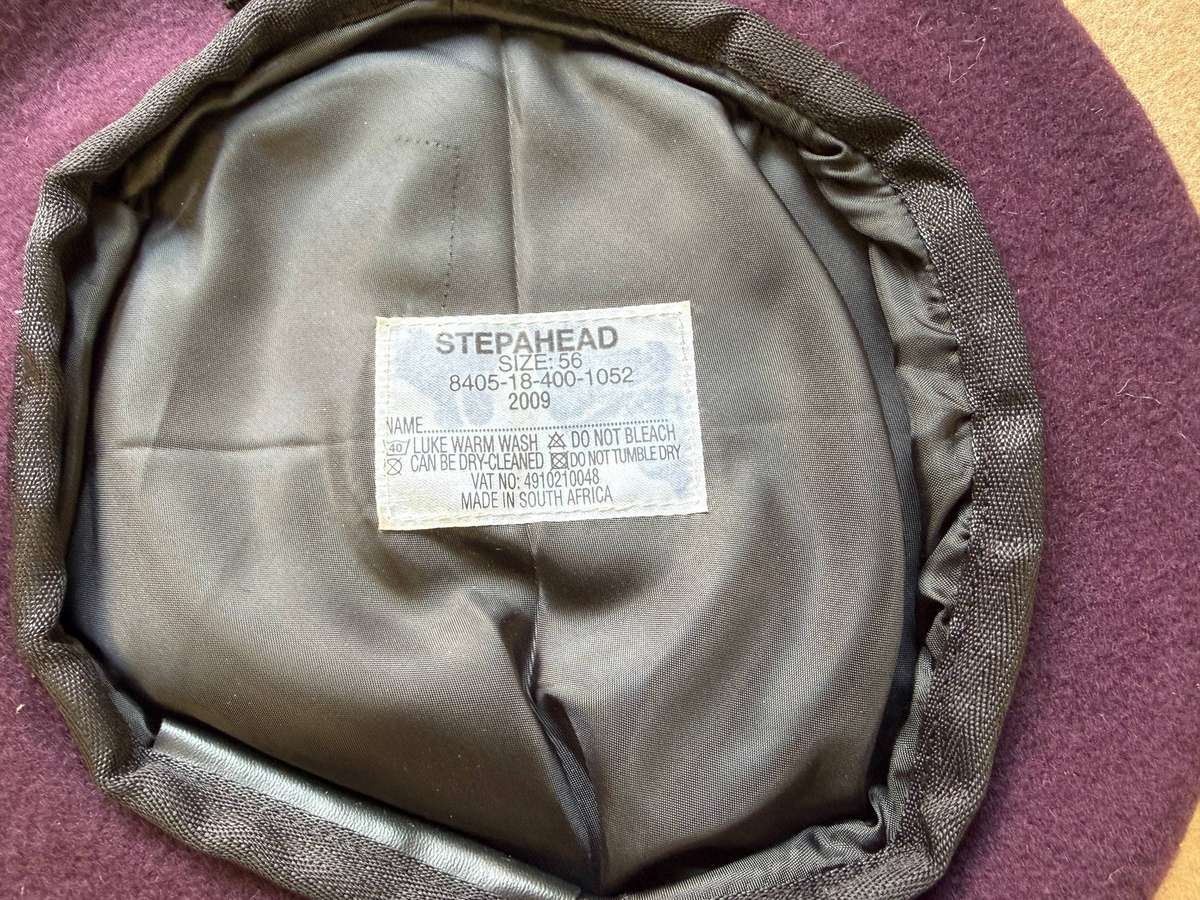 STEPAHEAD
SIZE: 56
8405-18-400-1052
2009
NAME
40 LUKE WARM WASH DO NOT BLEACH
CAN BE DRY-CLEANED DO NOT TUMBLE DRY
VAT NO: 4910210048
MADE IN SOUTH AFRICA